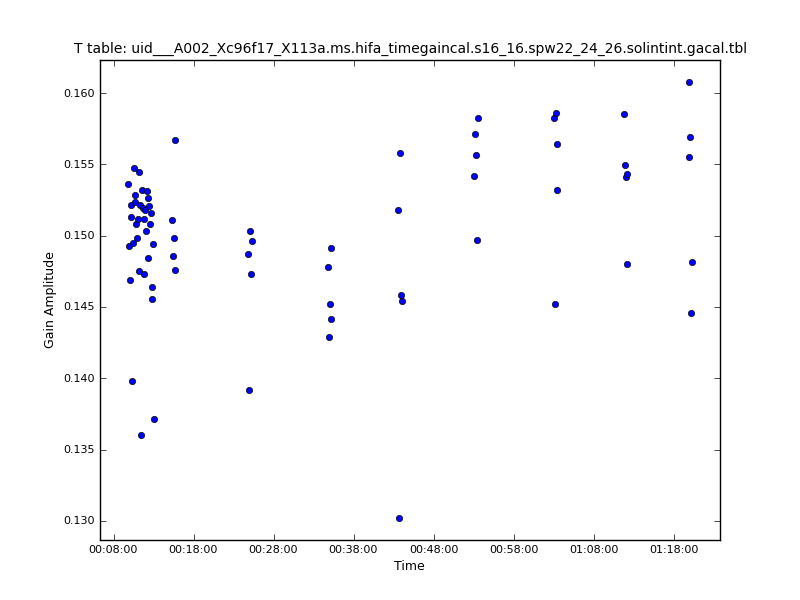 T table: uid___A002_Xc96f17_X113a.ms.hifa_timegaincal.s16_16.spw22_24_26.solintint.gacal.tbl
0.160
0.155
0.150
0.145
0.140
0.135
0.130
Gain Amplitude
00:08:00 00:18:00 00:28:00 00:38:00 00:48:00 00:58:00 01:08:00 01:18:00
Time